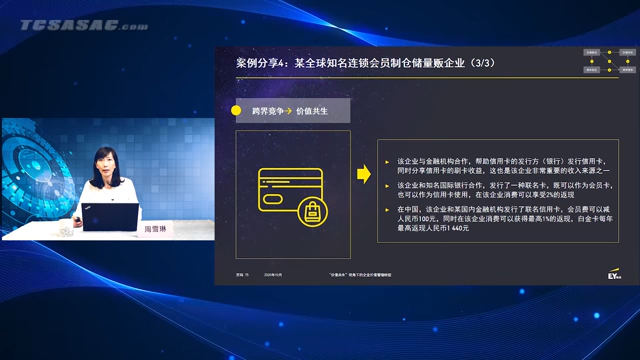 TCSASAC.com
案例分享4：某全球知名连锁会员制仓储量贩企业（3/3）
跨界竞争 价值共生
该企业与金融机构合作，帮助信用卡的发行方（银行）发行信用卡，
同时分享信用卡的刷卡收益，这也是该企业非常重要的收入来源之一
该企业和知名国际银行合作，发行了一种联名卡，既可以作为会员卡，
也可以作为信用卡使用，在该企业消费可以享受2%的返现
在中国，该企业和某国内金融机构发行了联名信用卡，会员费可以减
人民币100元，同时在该企业消费可以获得最高1%的返现，白金卡每年
最高返现人民币1 440元
周雪琳
2020年10月
EY